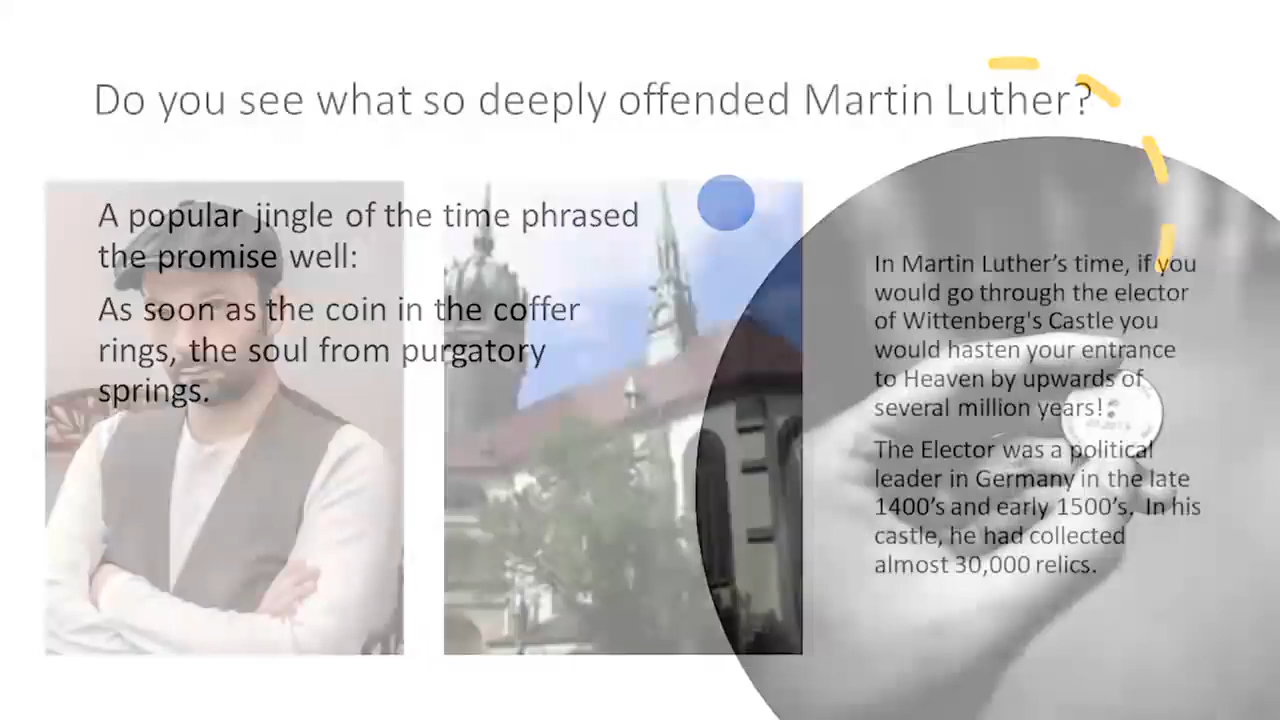 Do you see what so deeply offended Martin Luther?
A popular jingle of the time phrased
the promise well:
As soon as the coin in the coffer
rings, the soul from purgatory
springs.
In Martin Luther's time, if you
would go through the elector
of Wittenberg's Castle you
would hasten your entrance
to Heaven by upwards of
several million years!
The Elector was a political
leader in Germany in the late
1400's and early 1500's. In his
castle, he had collected
almost 30,000 relics.